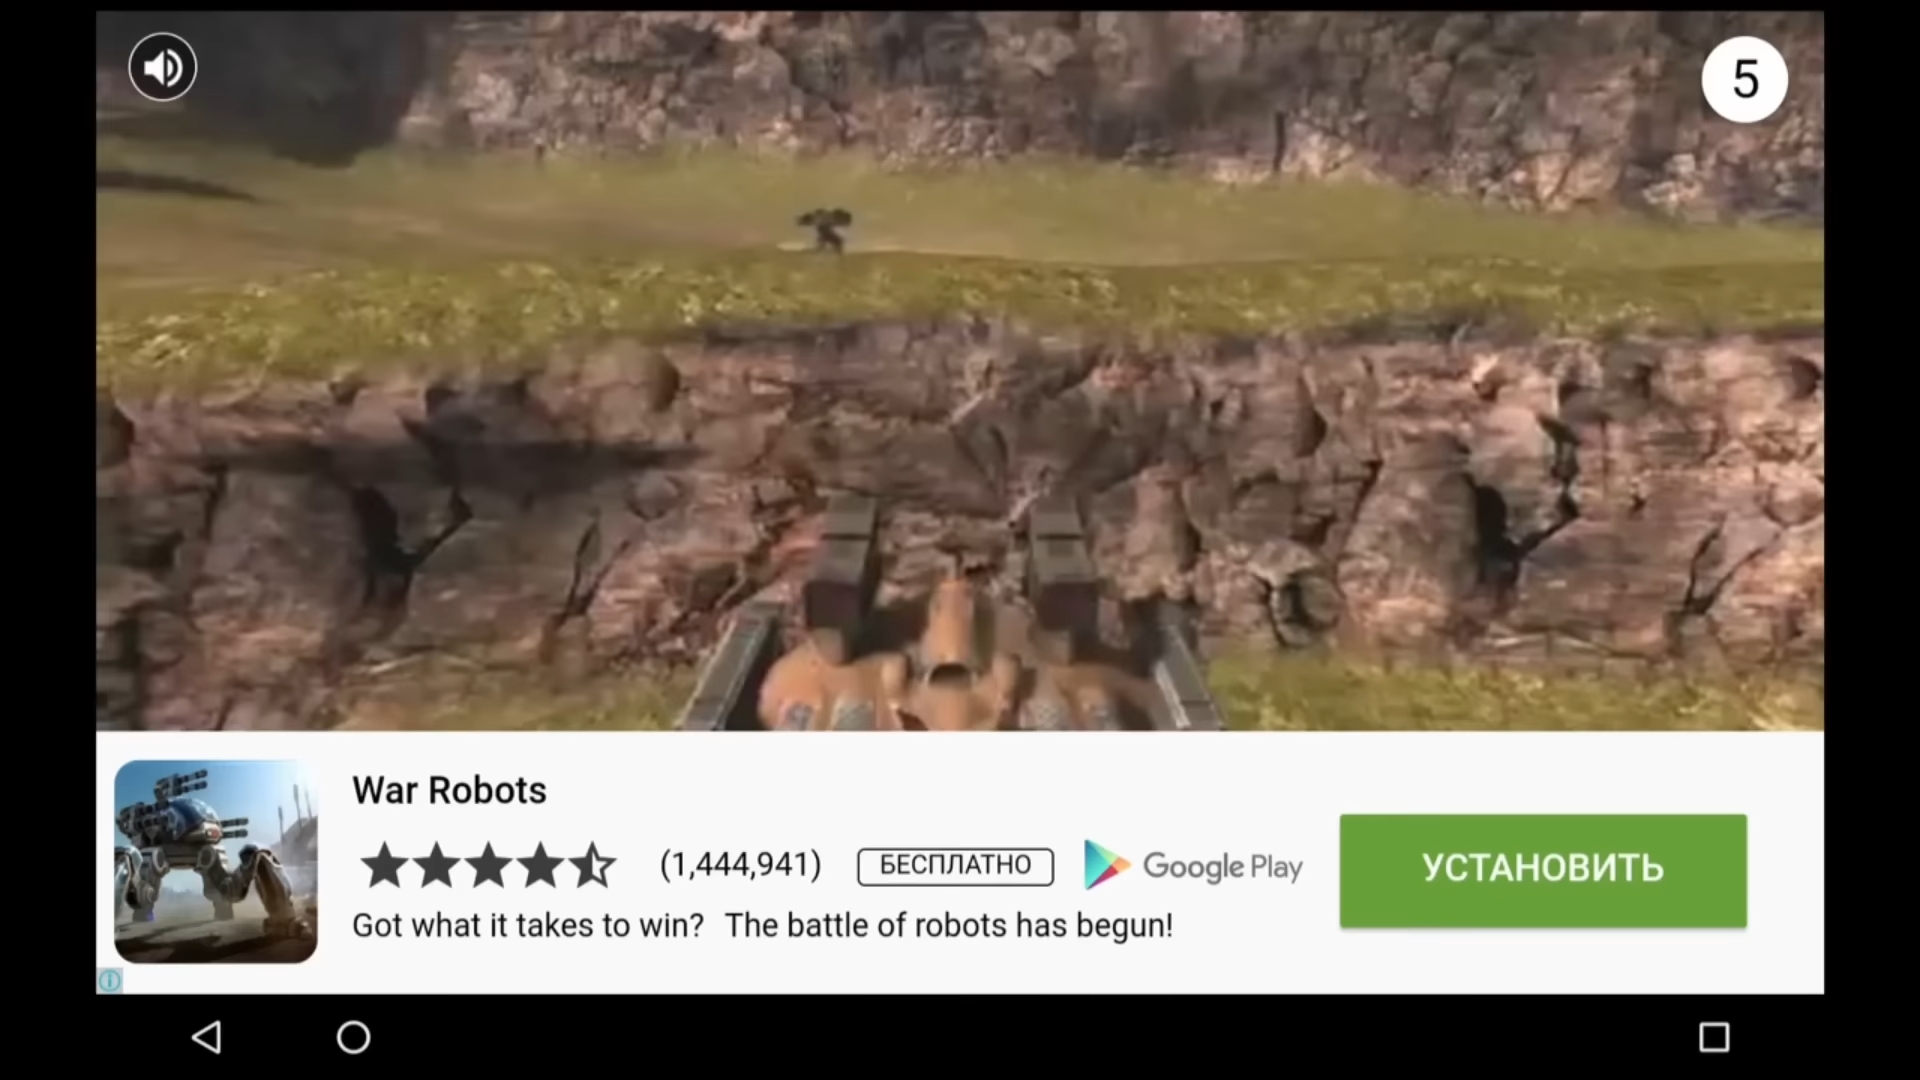 5
War Robots
(1,444,941) БЕСПЛАТНО Google Play
УСТАНОВИТЬ
Got what it takes to win? The battle of robots has begun!